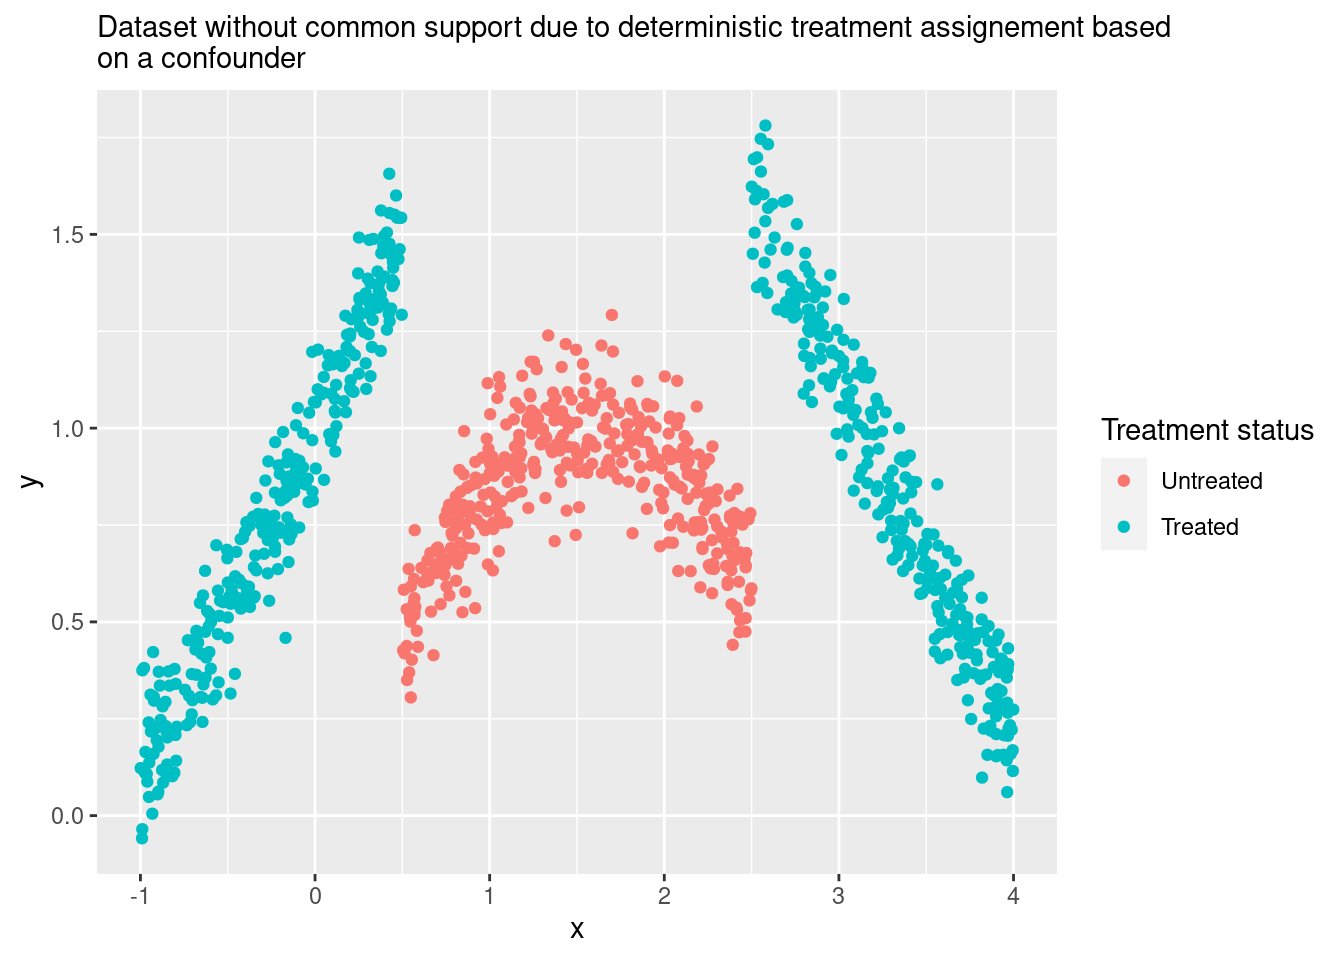 Dataset without common support due to deterministic treatment assignement based
on a confounder
1.5
1.0
0.5
0.0
y
-1 0 1 2 3 4
x
Treatment status
Untreated
Treated